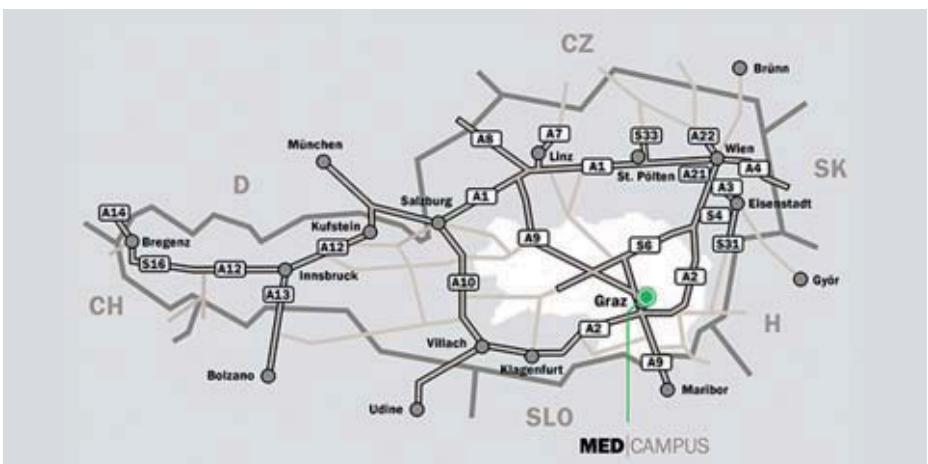 CZ
Brünn
A7
S33
A22
A8
München
Linz
A1
Wien
St. Pölten
A21
A4
SK
D
A3
A1
Eisenstadt
Salzburg
A14
S4
Kufstein
Bregenz
A12
A9
S6
S31
S16
A12
Innsbruck
A10
A2
Györ
A13
Graz
CH
H
A2
Villach
A9
Klagenfurt
Bolzano
Maribor
Udine
SLO
MED CAMPUS